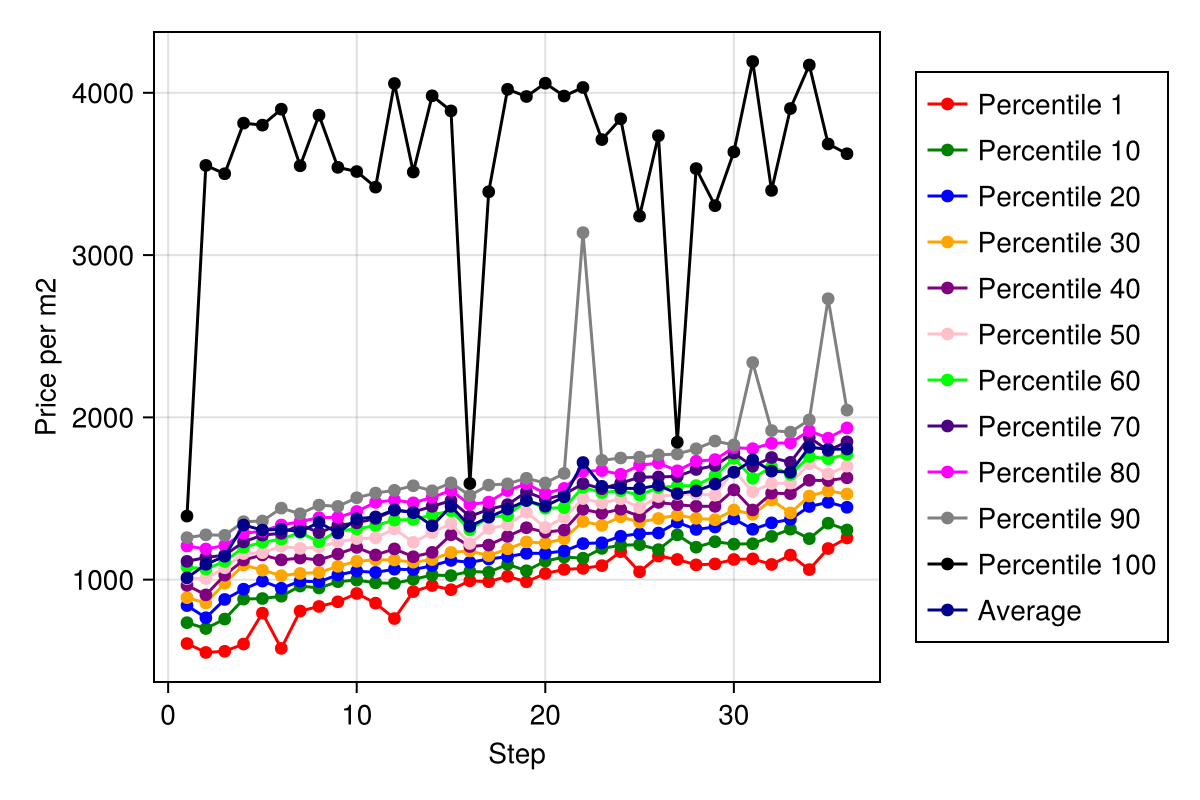 4000
3000
2000
1000
Price per m2
0
10
20
30
Step
Percentile 1
Percentile 10
Percentile 20
Percentile 30
Percentile 40
Percentile 50
Percentile 60
Percentile 70
Percentile 80
Percentile 90
Percentile 100
Average